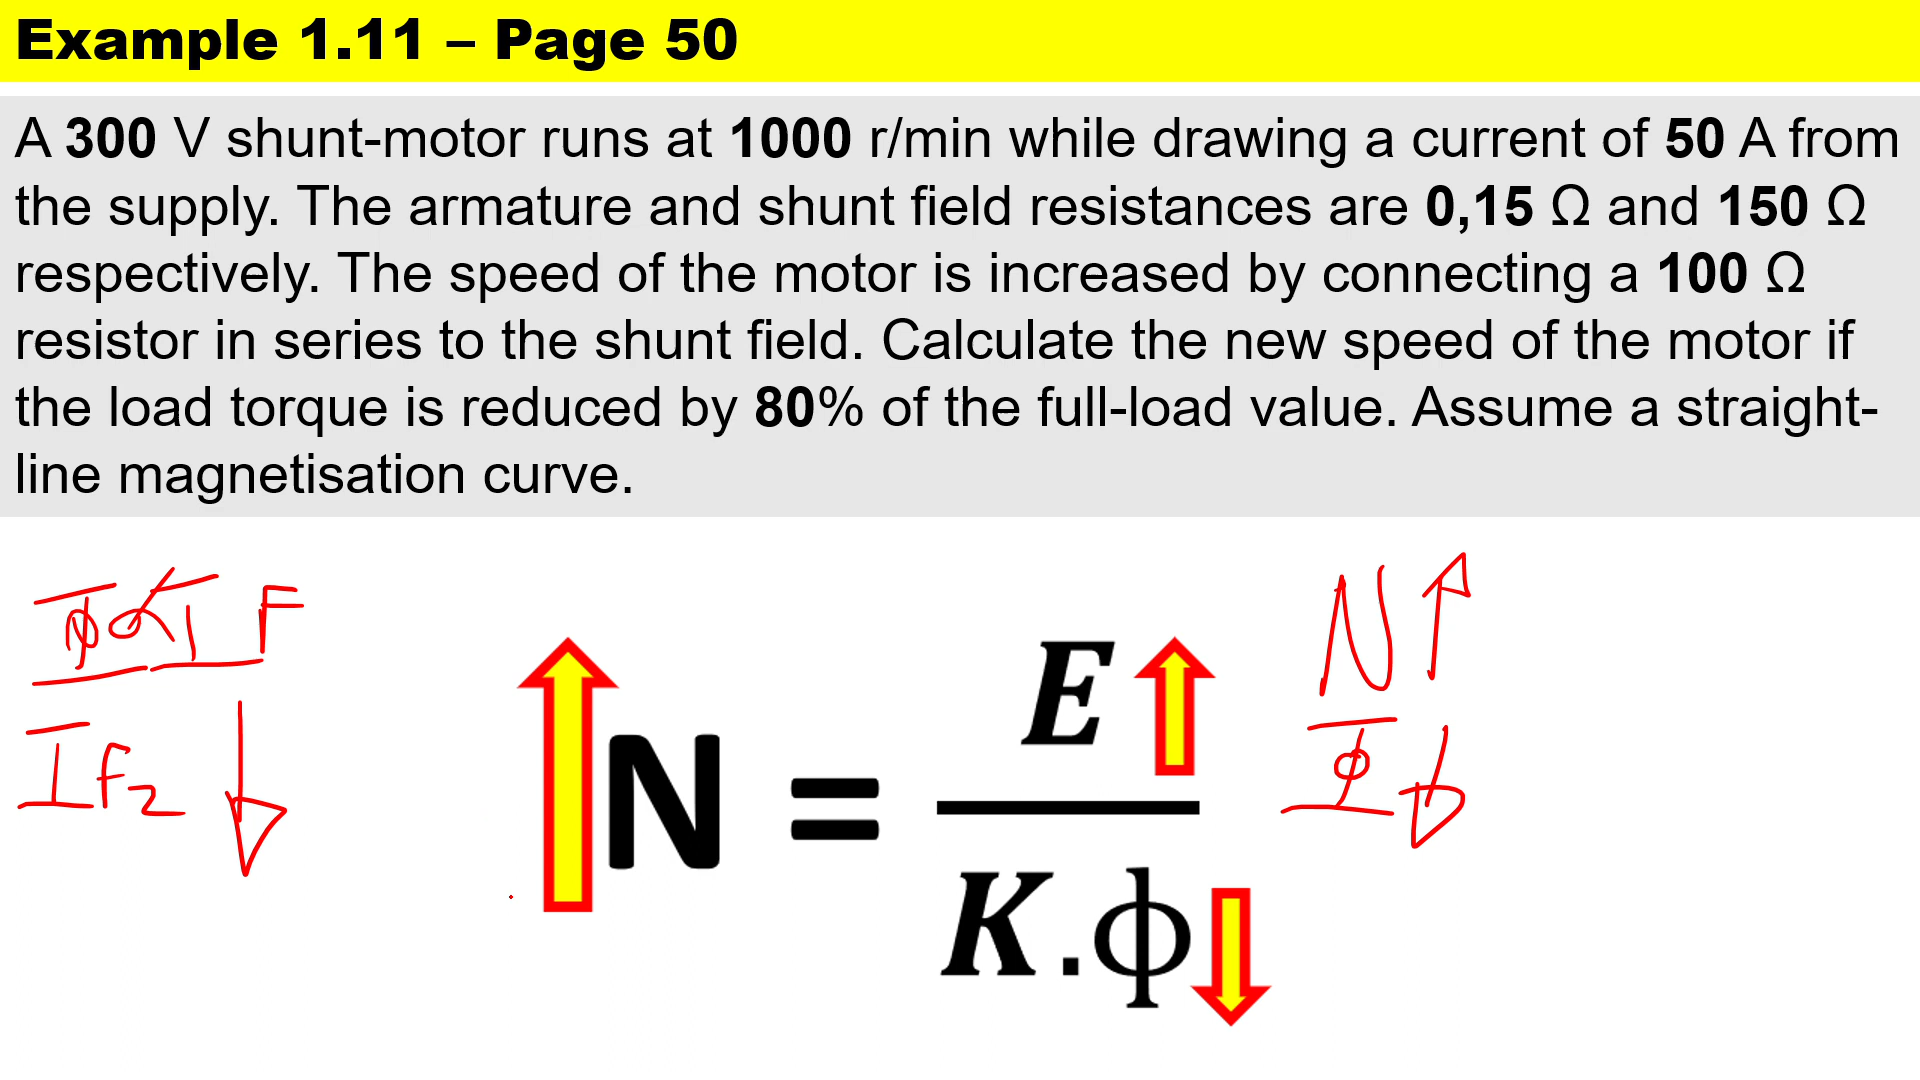 Example 1.11 – Page 50
A 300 V shunt-motor runs at 1000 r/min while drawing a current of 50 A from
the supply. The armature and shunt field resistances are 0,15 Ω and 150 Ω
respectively. The speed of the motor is increased by connecting a 100 Ω
resistor in series to the shunt field. Calculate the new speed of the motor if
the load torque is reduced by 80% of the full-load value. Assume a straight-
line magnetisation curve.
Φ α I F
I F2
N =
E
K.ϕ
N
Φ